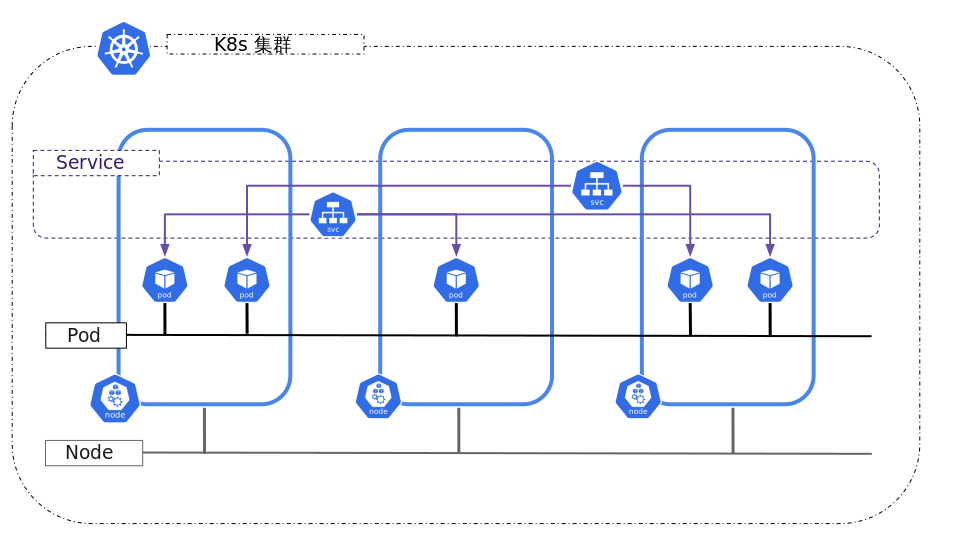 K8s 集群
Service
svc
svc
pod
pod
pod
pod
pod
Pod
node
node
node
Node